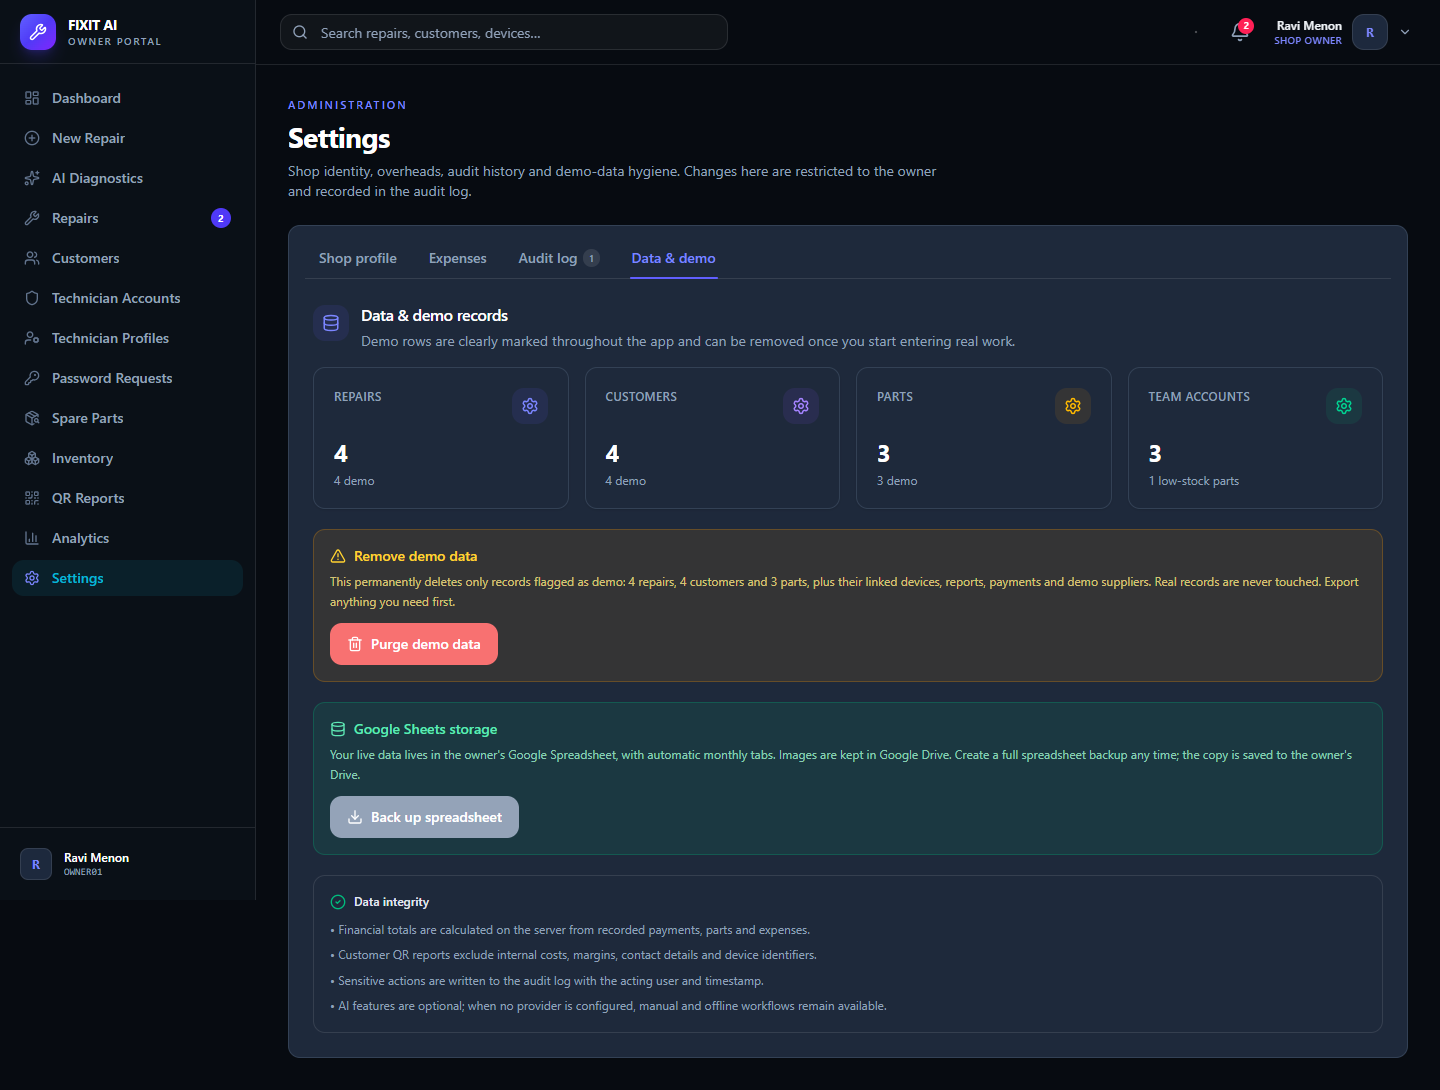 FIXIT AI
OWNER PORTAL
Search repairs, customers, devices...
2
Ravi Menon
SHOP OWNER
R
Dashboard
New Repair
AI Diagnostics
Repairs
2
Customers
Technician Accounts
Technician Profiles
Password Requests
Spare Parts
Inventory
QR Reports
Analytics
Settings
R
Ravi Menon
OWNER01
ADMINISTRATION
Settings
Shop identity, overheads, audit history and demo-data hygiene. Changes here are restricted to the owner
and recorded in the audit log.
Shop profile
Expenses
Audit log 1
Data & demo
Data & demo records
Demo rows are clearly marked throughout the app and can be removed once you start entering real work.
REPAIRS
4
4 demo
CUSTOMERS
4
4 demo
PARTS
3
3 demo
TEAM ACCOUNTS
3
1 low-stock parts
Remove demo data
This permanently deletes only records flagged as demo: 4 repairs, 4 customers and 3 parts, plus their linked devices, reports, payments and demo suppliers. Real records are never touched. Export
anything you need first.
Purge demo data
Google Sheets storage
Your live data lives in the owner's Google Spreadsheet, with automatic monthly tabs. Images are kept in Google Drive. Create a full spreadsheet backup any time; the copy is saved to the owner's
Drive.
Back up spreadsheet
Data integrity
• Financial totals are calculated on the server from recorded payments, parts and expenses.
• Customer QR reports exclude internal costs, margins, contact details and device identifiers.
• Sensitive actions are written to the audit log with the acting user and timestamp.
• AI features are optional; when no provider is configured, manual and offline workflows remain available.